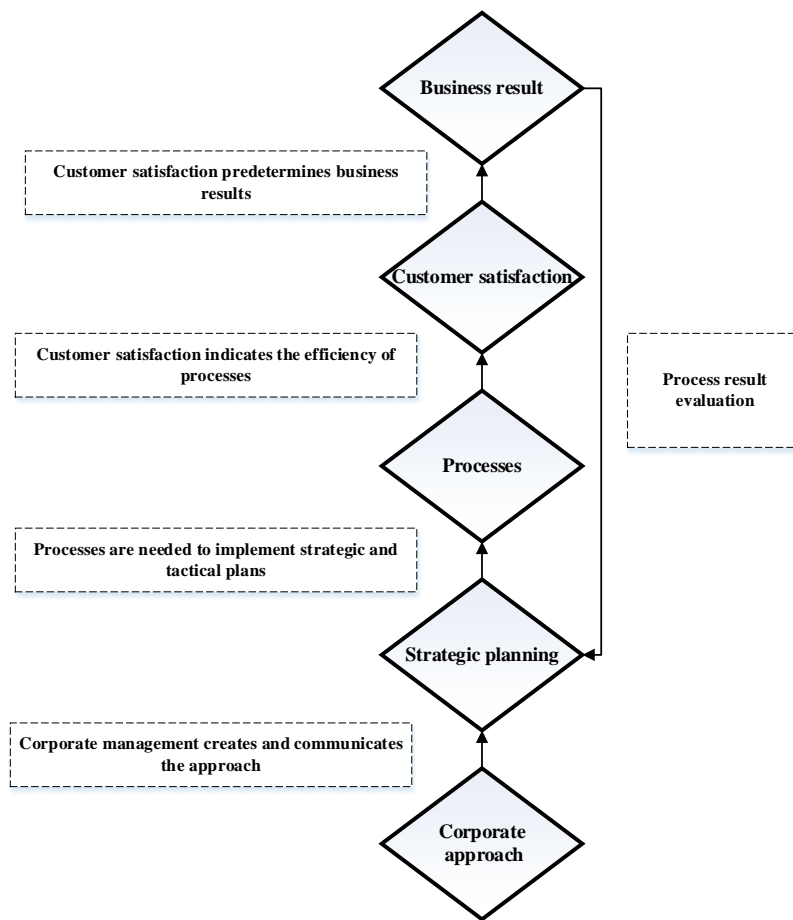 Business result
Customer satisfaction predetermines business
results
Customer satisfaction
Customer satisfaction indicates the efficiency of
processes
Process result
evaluation
Processes
Processes are needed to implement strategic and
tactical plans
Strategic planning
Corporate management creates and communicates
the approach
Corporate
approach